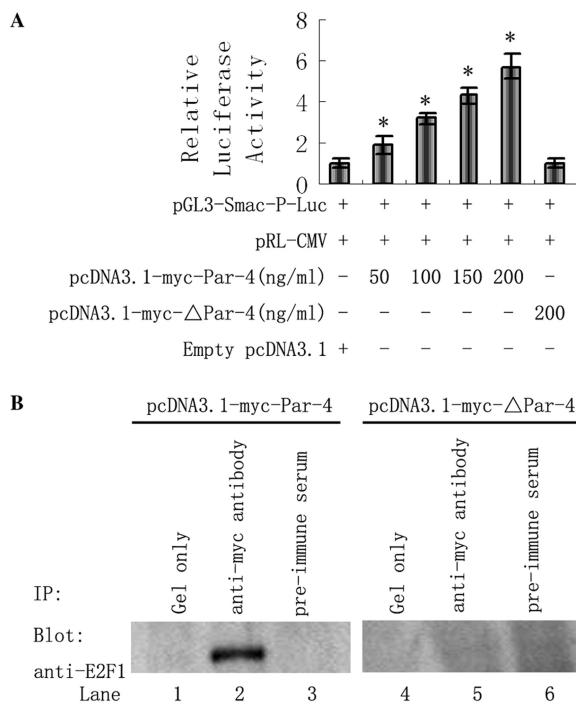 A
Relative
Luciferase
Activity
8
6
4
2
0
* * * *
pGL3-Smac-P-Luc + + + + + +
pRL-CMV + + + + + +
pcDNA3.1-myc-Par-4(ng/ml) - 50 100 150 200 -
pcDNA3.1-myc-△Par-4(ng/ml) - - - - - 200
Empty pcDNA3.1 + - - - - -
B
pcDNA3.1-myc-Par-4 pcDNA3.1-myc-△Par-4
IP:
Gel only
anti-myc antibody
pre-immune serum
Gel only
anti-myc antibody
pre-immune serum
Blot:
anti-E2F1
Lane 1 2 3 4 5 6